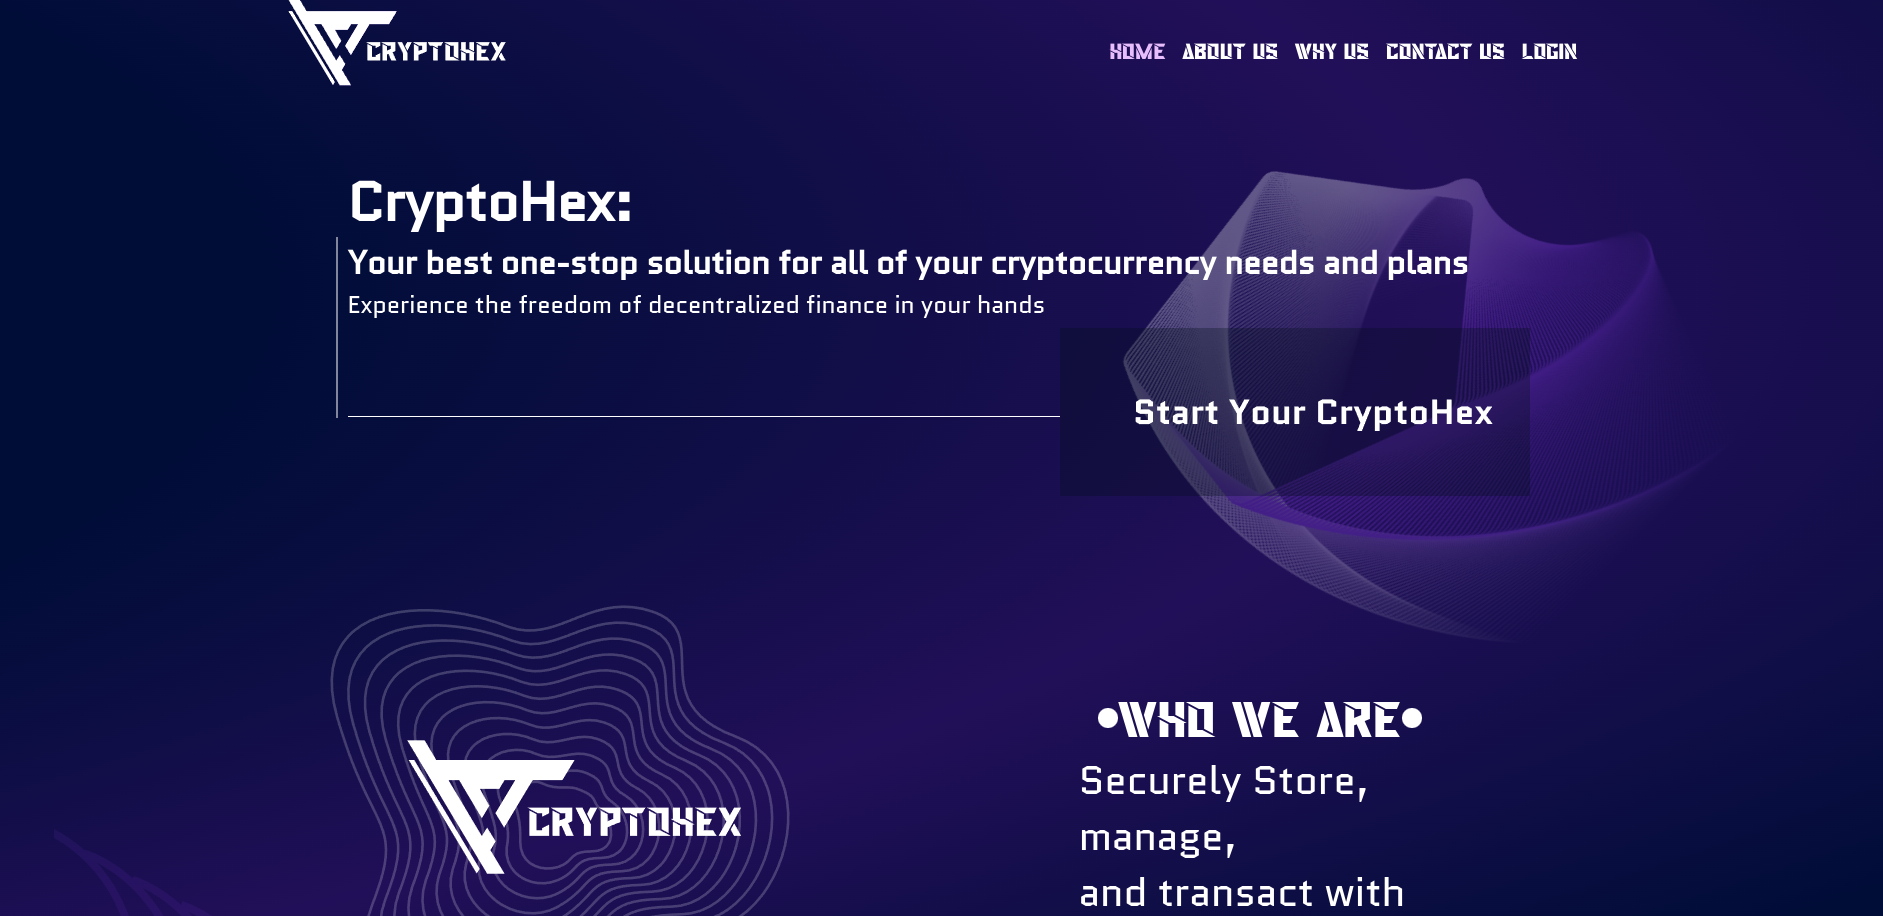 CRYPTOHEX
HOME ABOUT US WHY US CONTACT US LOGIN
CryptoHex:
Your best one-stop solution for all of your cryptocurrency needs and plans
Experience the freedom of decentralized finance in your hands
Start Your CryptoHex
•WHO WE ARE•
Securely Store,
manage,
and transact with
CRYPTOHEX